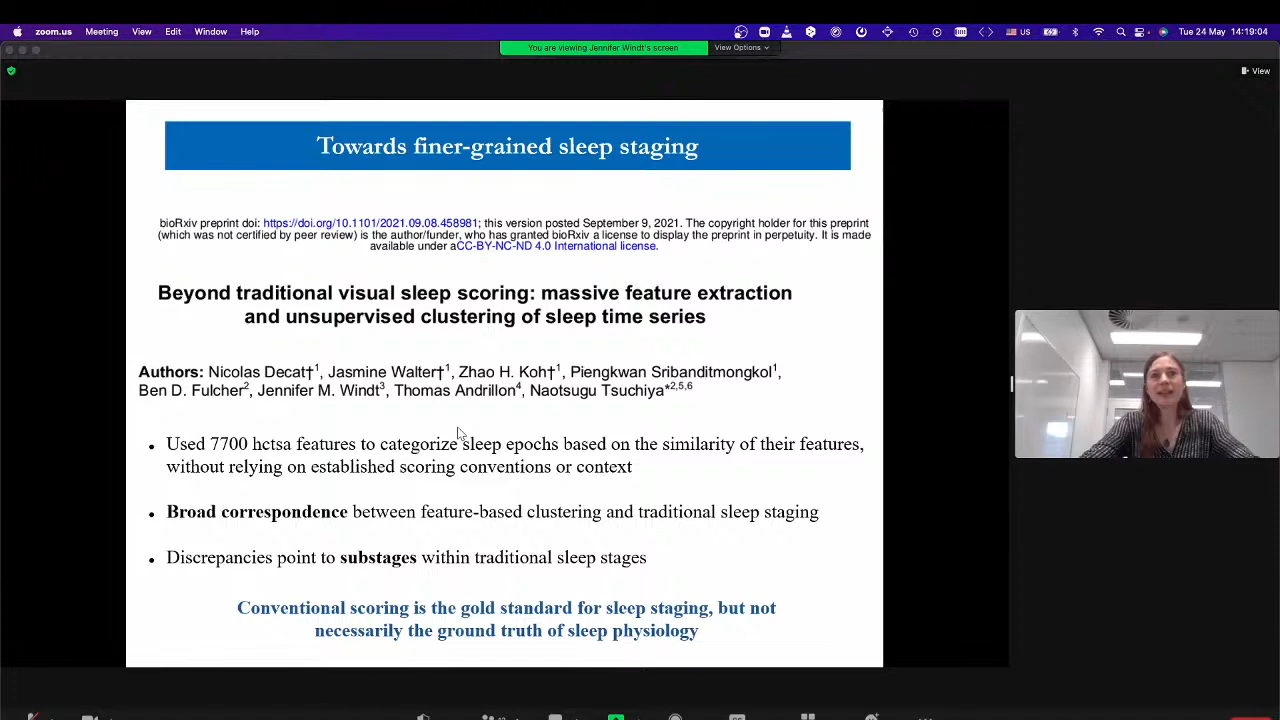 zoom.us Meeting View Edit Window Help US Tue 24 May 14:19:04
You are viewing Jennifer Windt's screen View Options
View
Towards finer-grained sleep staging
bioRxiv preprint doi: https://doi.org/10.1101/2021.09.08.458981; this version posted September 9, 2021. The copyright holder for this preprint
(which was not certified by peer review) is the author/funder, who has granted bioRxiv a license to display the preprint in perpetuity. It is made
available under aCC-BY-NC-ND 4.0 International license.
Beyond traditional visual sleep scoring: massive feature extraction
and unsupervised clustering of sleep time series
Authors: Nicolas Decat†1, Jasmine Walter†1, Zhao H. Koh†1, Piengkwan Sribanditmongkol1,
Ben D. Fulcher2, Jennifer M. Windt3, Thomas Andrillon4, Naotsugu Tsuchiya*2,5,6
• Used 7700 hctsa features to categorize sleep epochs based on the similarity of their features,
without relying on established scoring conventions or context
• Broad correspondence between feature-based clustering and traditional sleep staging
• Discrepancies point to substages within traditional sleep stages
Conventional scoring is the gold standard for sleep staging, but not
necessarily the ground truth of sleep physiology